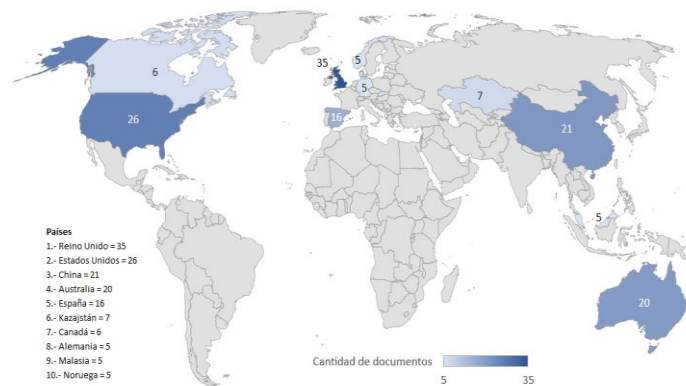 35
5
6
5
7
26
16
21
5
20
Países
1.- Reino Unido = 35
2.- Estados Unidos = 26
3.- China = 21
4.- Australia = 20
5.- España = 16
6.- Kazajstán = 7
7.- Canadá = 6
8.- Alemania = 5
9.- Malasia = 5
10.- Noruega = 5
Cantidad de documentos
5 35